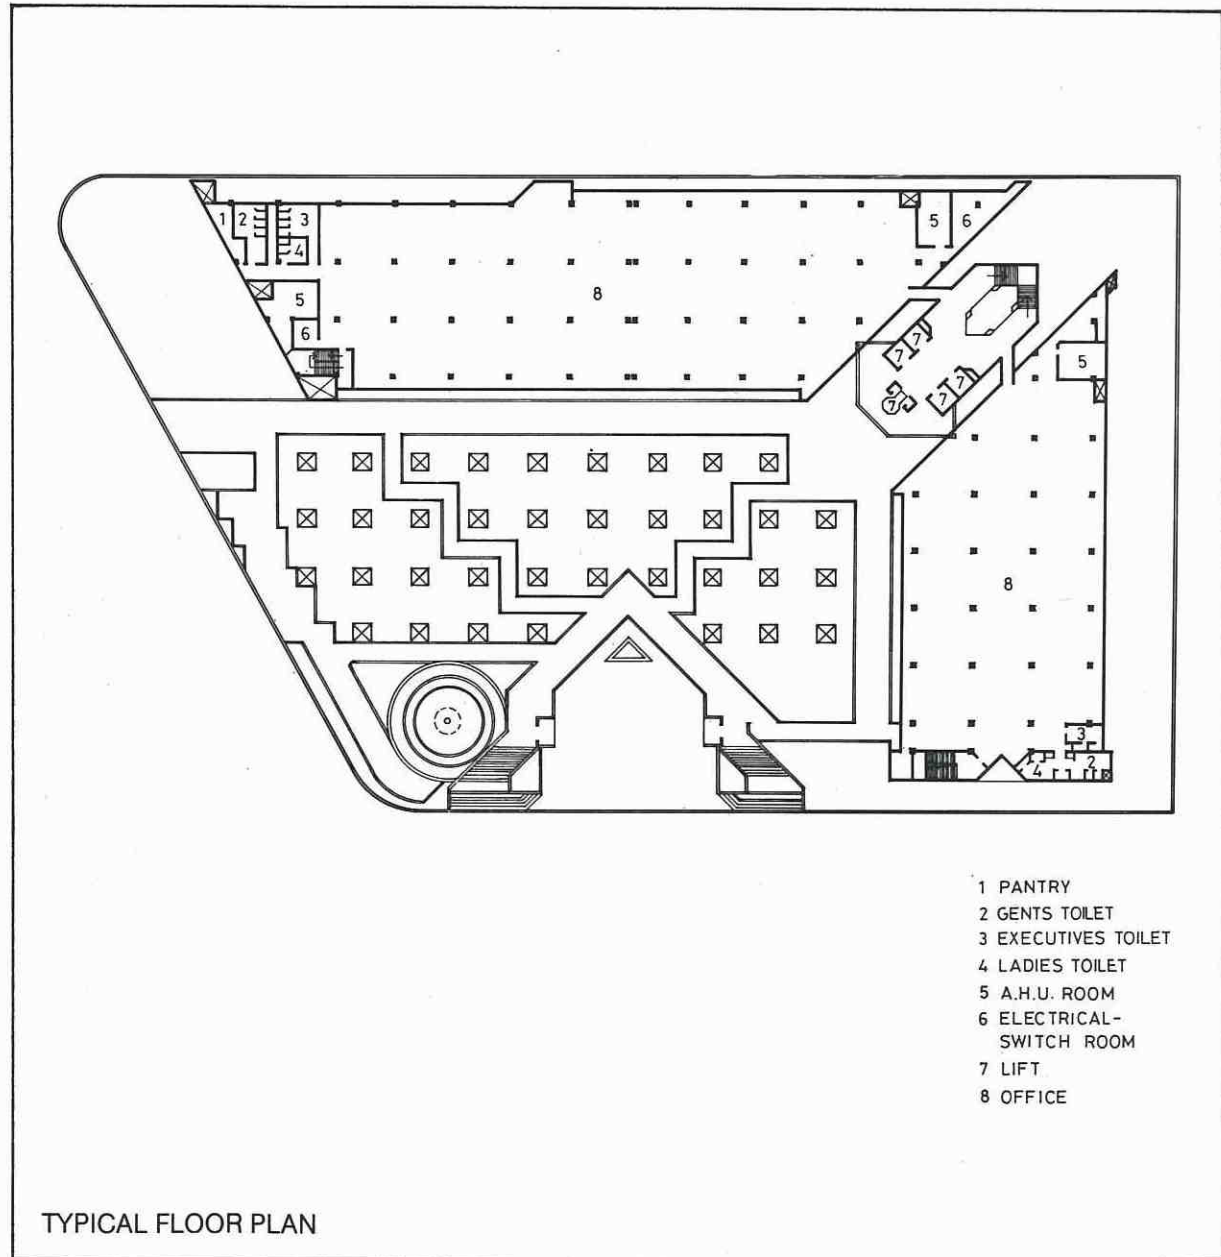 1 2 3
4
5
6
8
5 6
7 7
7 7
7
5
8
3
4 2
1 PANTRY
2 GENTS TOILET
3 EXECUTIVES TOILET
4 LADIES TOILET
5 A.H.U. ROOM
6 ELECTRICAL-
SWITCH ROOM
7 LIFT
8 OFFICE
TYPICAL FLOOR PLAN